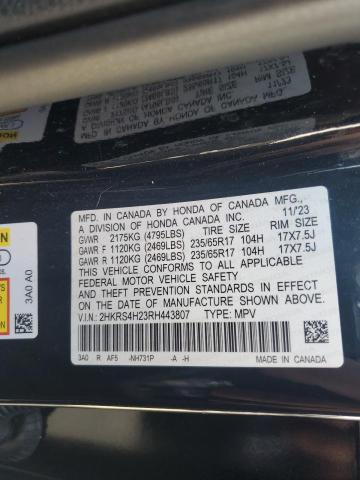 MFD. IN CANADA BY HONDA OF CANADA MFG.,
A DIVISION OF HONDA CANADA INC. 11/23
GVWR 2175KG (4795LBS) TIRE SIZE RIM SIZE
GAWR F 1120KG (2469LBS) 235/65R17 104H 17X7.5J
GAWR R 1120KG (2469LBS) 235/65R17 104H 17X7.5J
THIS VEHICLE CONFORMS TO ALL APPLICABLE
FEDERAL MOTOR VEHICLE SAFETY
AND THEFT PREVENTION STANDARDS IN EFFECT
ON THE DATE OF MANUFACTURE SHOWN ABOVE.
V.I.N.: 2HKRS4H23RH443807 TYPE: MPV
3A0 R AF5 -NH731P -A -H MADE IN CANADA
3A0 A0